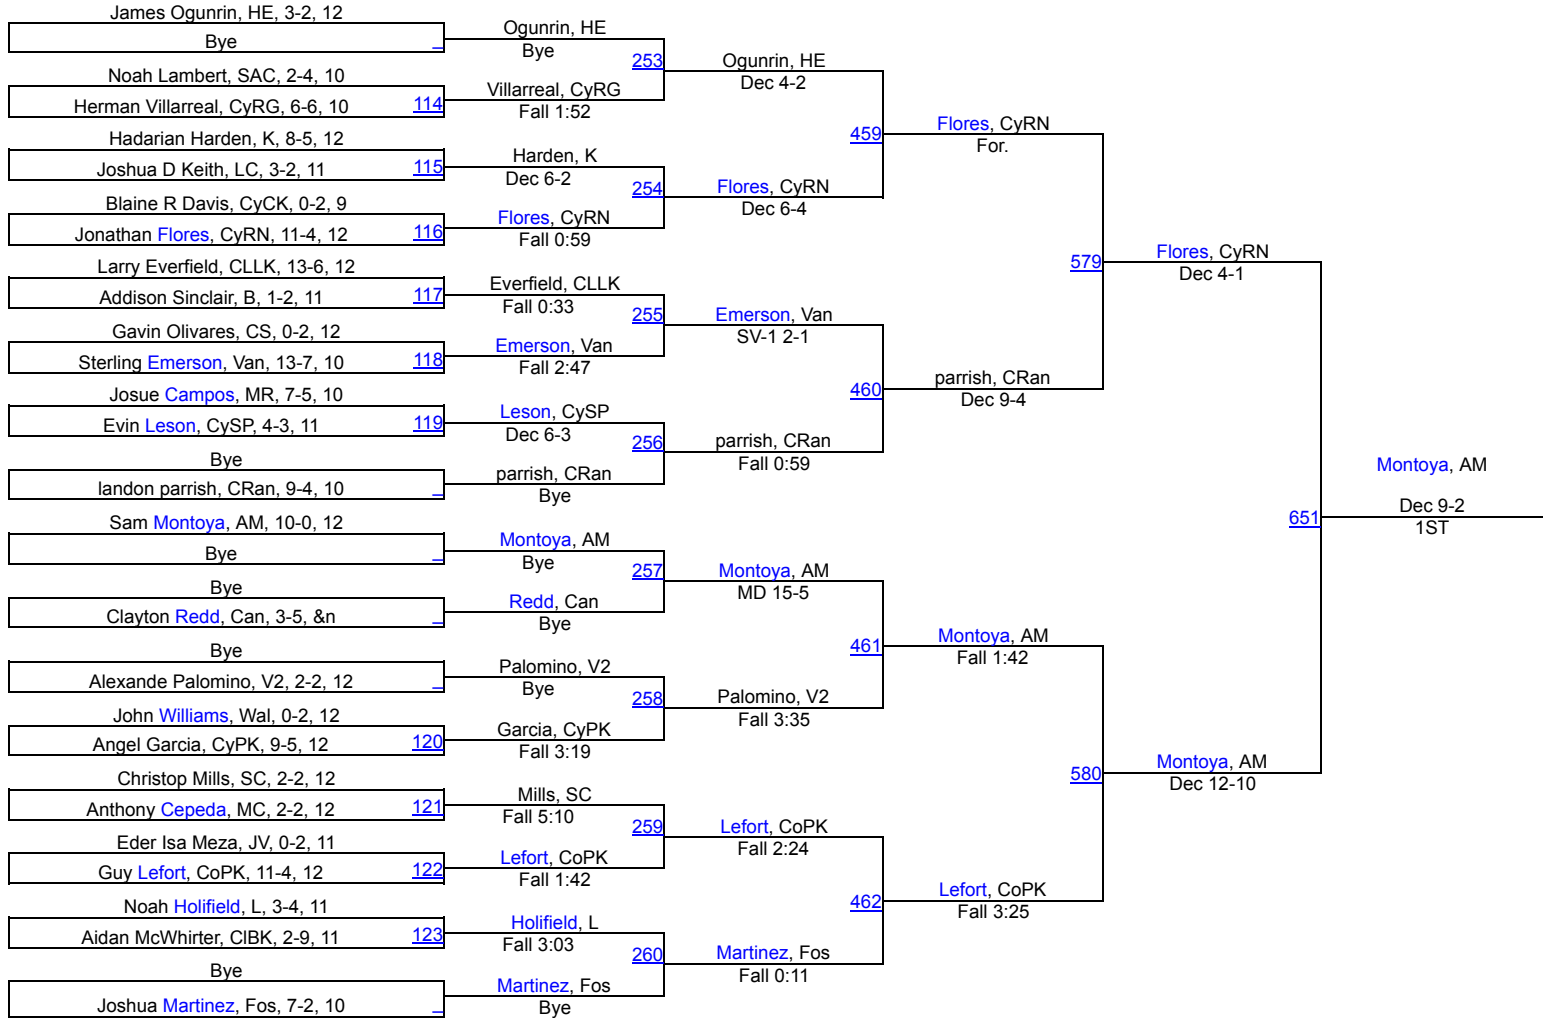 James Ogunrin, HE, 3-2, 12
Bye
Noah Lambert, SAC, 2-4, 10
Herman Villarreal, CyRG, 6-6, 10 114
Hadarian Harden, K, 8-5, 12
Joshua D Keith, LC, 3-2, 11 115
Blaine R Davis, CyCK, 0-2, 9
Jonathan Flores, CyRN, 11-4, 12 116
Larry Everfield, CLLK, 13-6, 12
Addison Sinclair, B, 1-2, 11 117
Gavin Olivares, CS, 0-2, 12
Sterling Emerson, Van, 13-7, 10 118
Josue Campos, MR, 7-5, 10
Evin Leson, CySP, 4-3, 11 119
Bye
landon parrish, CRan, 9-4, 10
Sam Montoya, AM, 10-0, 12
Bye
Bye
Clayton Redd, Can, 3-5, &n
Bye
Alexande Palomino, V2, 2-2, 12
John Williams, Wal, 0-2, 12
Angel Garcia, CyPK, 9-5, 12 120
Christop Mills, SC, 2-2, 12
Anthony Cepeda, MC, 2-2, 12 121
Eder Isa Meza, JV, 0-2, 11
Guy Lefort, CoPK, 11-4, 12 122
Noah Holifield, L, 3-4, 11
Aidan McWhirter, ClBK, 2-9, 11 123
Bye
Joshua Martinez, Fos, 7-2, 10
Ogunrin, HE
Bye
253
Villarreal, CyRG
Fall 1:52
Harden, K
Dec 6-2
254
Flores, CyRN
Fall 0:59
Everfield, CLLK
Fall 0:33
255
Emerson, Van
Fall 2:47
Leson, CySP
Dec 6-3
256
parrish, CRan
Bye
Montoya, AM
Bye
257
Redd, Can
Bye
Palomino, V2
Bye
258
Garcia, CyPK
Fall 3:19
Mills, SC
Fall 5:10
259
Lefort, CoPK
Fall 1:42
Holifield, L
Fall 3:03
260
Martinez, Fos
Bye
Ogunrin, HE
Dec 4-2
459
Flores, CyRN
Dec 6-4
Emerson, Van
SV-1 2-1
460
parrish, CRan
Fall 0:59
Montoya, AM
MD 15-5
461
Palomino, V2
Fall 3:35
Lefort, CoPK
Fall 2:24
462
Martinez, Fos
Fall 0:11
Flores, CyRN
For.
579
parrish, CRan
Dec 9-4
Montoya, AM
Fall 1:42
580
Lefort, CoPK
Fall 3:25
Flores, CyRN
Dec 4-1
651
Montoya, AM
Dec 12-10
Montoya, AM
Dec 9-2
1ST